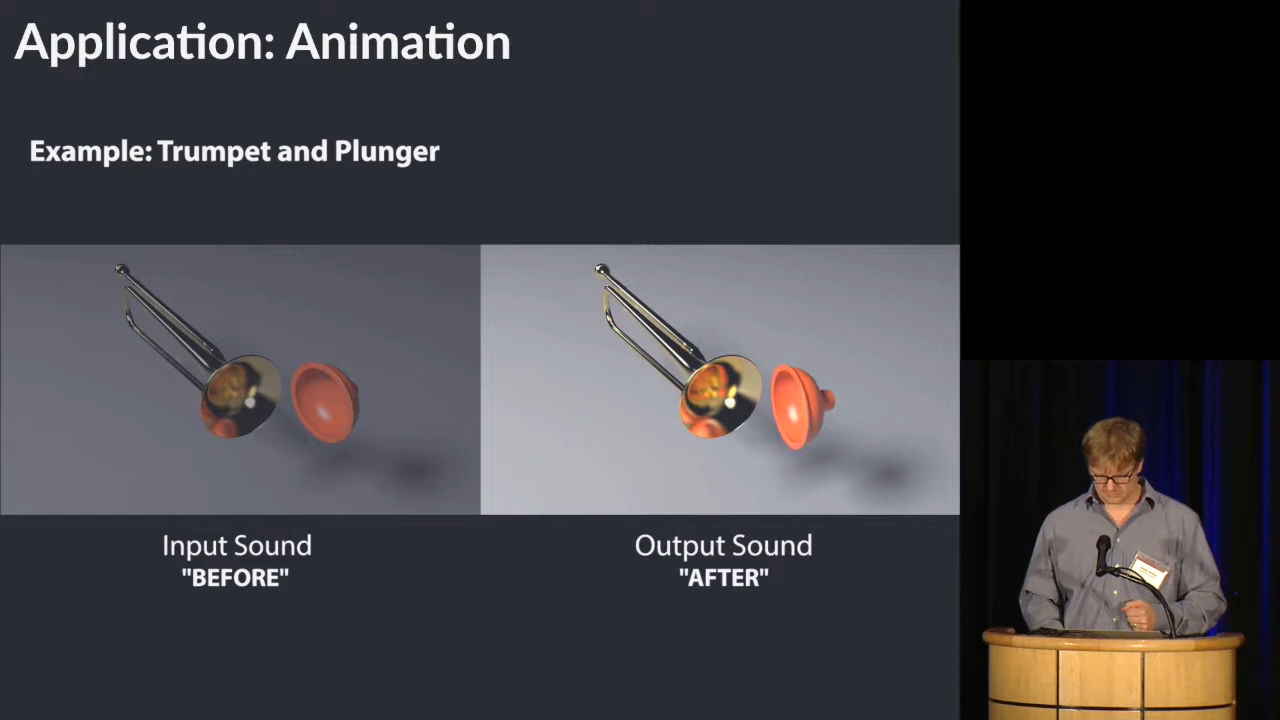 Application: Animation
Example: Trumpet and Plunger
Input Sound
"BEFORE"
Output Sound
"AFTER"